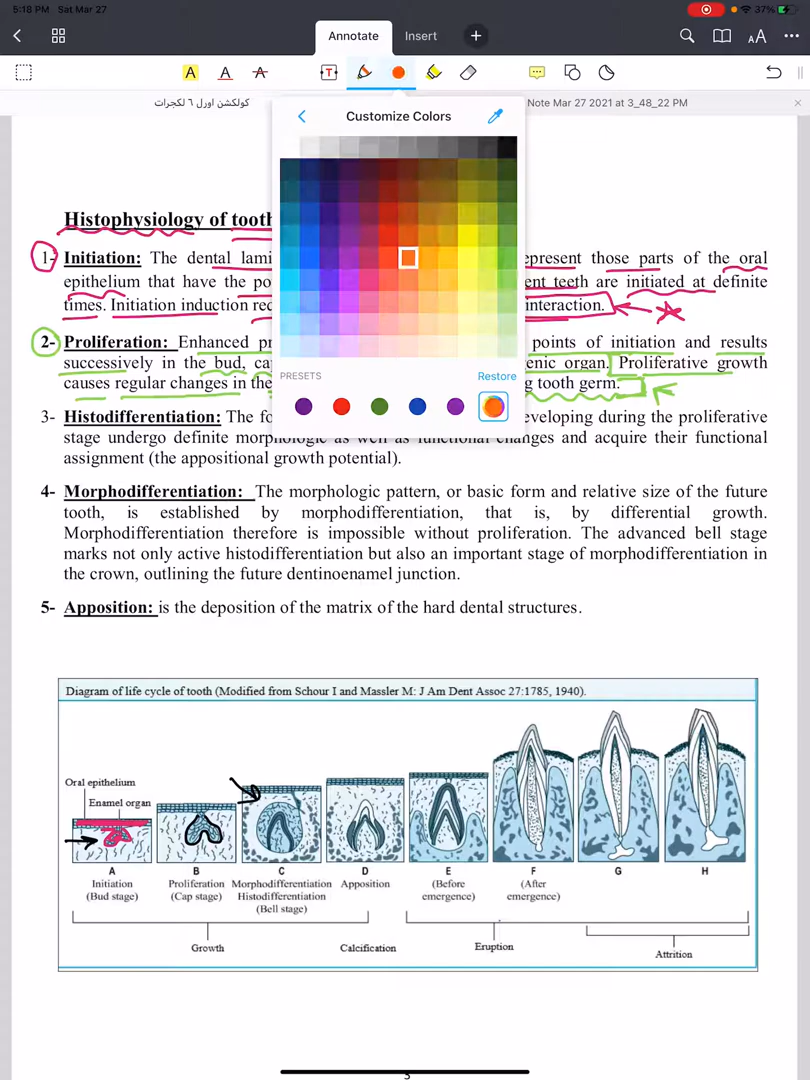 5:18 PM Sat Mar 27
37%
Annotate Insert
T
AA
A A A
كولكشن اورل ٦ لكجرات
Note Mar 27 2021 at 3_48_22 PM
Customize Colors
Histophysiology of tooth
1- Initiation: The dental lami epresent those parts of the oral
epithelium that have the po ent teeth are initiated at definite
times. Initiation induction rec interaction.
2- Proliferation: Enhanced pr points of initiation and results
successively in the bud, ca enic organ. Proliferative growth
causes regular changes in the g tooth germ.
PRESETS Restore
3- Histodifferentiation: The fo eveloping during the proliferative
stage undergo definite morphologic as well as functional changes and acquire their functional
assignment (the appositional growth potential).
4- Morphodifferentiation: The morphologic pattern, or basic form and relative size of the future
tooth, is established by morphodifferentiation, that is, by differential growth.
Morphodifferentiation therefore is impossible without proliferation. The advanced bell stage
marks not only active histodifferentiation but also an important stage of morphodifferentiation in
the crown, outlining the future dentinoenamel junction.
5- Apposition: is the deposition of the matrix of the hard dental structures.
Diagram of life cycle of tooth (Modified from Schour I and Massler M: J Am Dent Assoc 27:1785, 1940).
Oral epithelium
Enamel organ
A B C D E F G H
Initiation Proliferation Morphodifferentiation Apposition (Before (After
(Bud stage) (Cap stage) Histodifferentiation emergence) emergence)
(Bell stage)
Growth Calcification Eruption Attrition
3